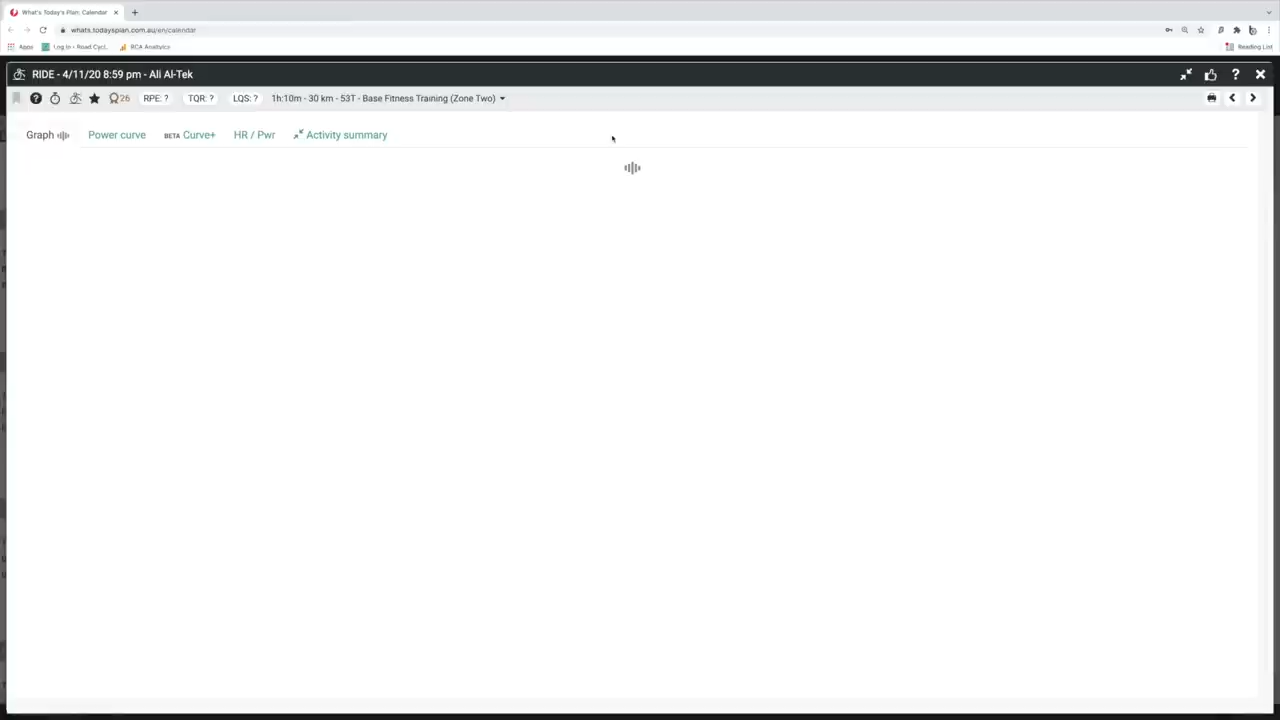 What's Today's Plan: Calendar
whats.todaysplan.com.au/en/calendar
Apps Log In ‹ Road Cycl... RCA Analytics Reading List
RIDE - 4/11/20 8:59 pm - Ali Al-Tek
26 RPE: ? TQR: ? LQS: ? 1h:10m - 30 km - 53T - Base Fitness Training (Zone Two)
Graph Power curve BETA Curve+ HR / Pwr Activity summary